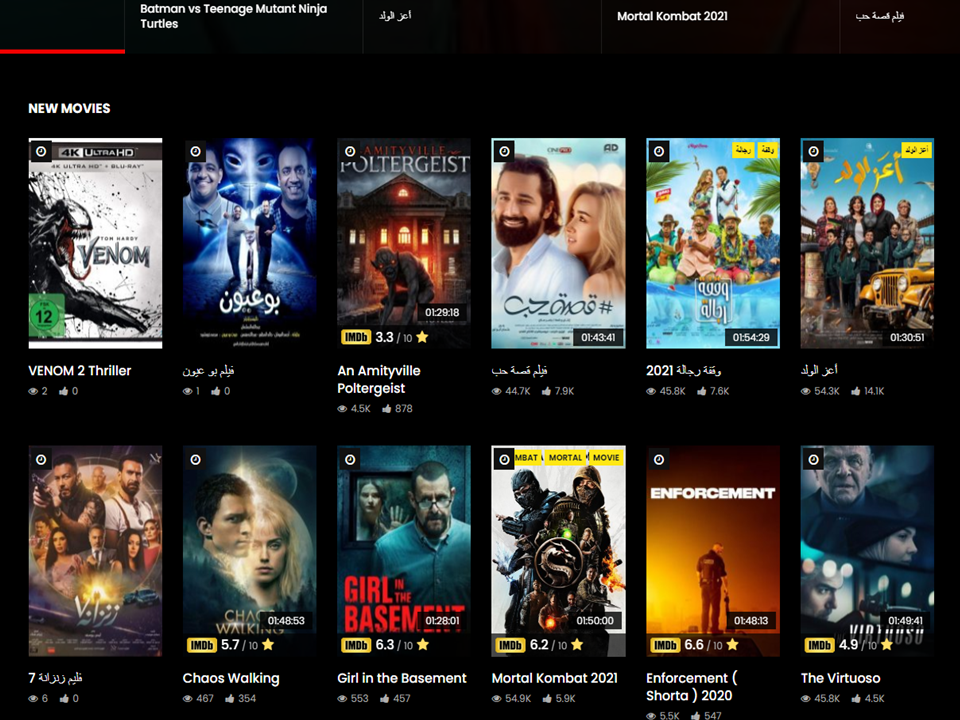 Batman vs Teenage Mutant Ninja
Turtles
أعز الولد
Mortal Kombat 2021
فيلم قصة حب
NEW MOVIES
4K ULTRA HD
4K ULTRA HD + BLU-RAY
TOM HARDY
VENOM
12
بوعيون
AMITYVILLE
POLTERGEIST
01:29:18
IMDb 3.3 / 10
AD
#قصة حب
01:43:41
رجالة
وقفة
وقفة رجالة
01:54:29
أعز الولد
أعز الولد
01:30:51
VENOM 2 Thriller
2 0
فيلم بو عيون
1 0
An Amityville
Poltergeist
4.5K 878
فيلم قصة حب
44.7K 7.9K
وقفة رجالة 2021
45.8K 7.6K
أعز الولد
54.3K 14.1K
زنزانة ٧
CHAOS
WALKING
01:48:53
IMDb 5.7 / 10
GIRL IN THE
BASEMENT
01:28:01
IMDb 6.3 / 10
MBAT
MORTAL
MOVIE
01:50:00
IMDb 6.2 / 10
ENFORCEMENT
01:48:13
IMDb 6.6 / 10
VIRTUOSO
01:49:41
IMDb 4.9 / 10
فليم زنزانة 7
6 0
Chaos Walking
467 354
Girl in the Basement
553 457
Mortal Kombat 2021
54.9K 5.9K
Enforcement (
Shorta ) 2020
5.5K 547
The Virtuoso
45.8K 4.5K